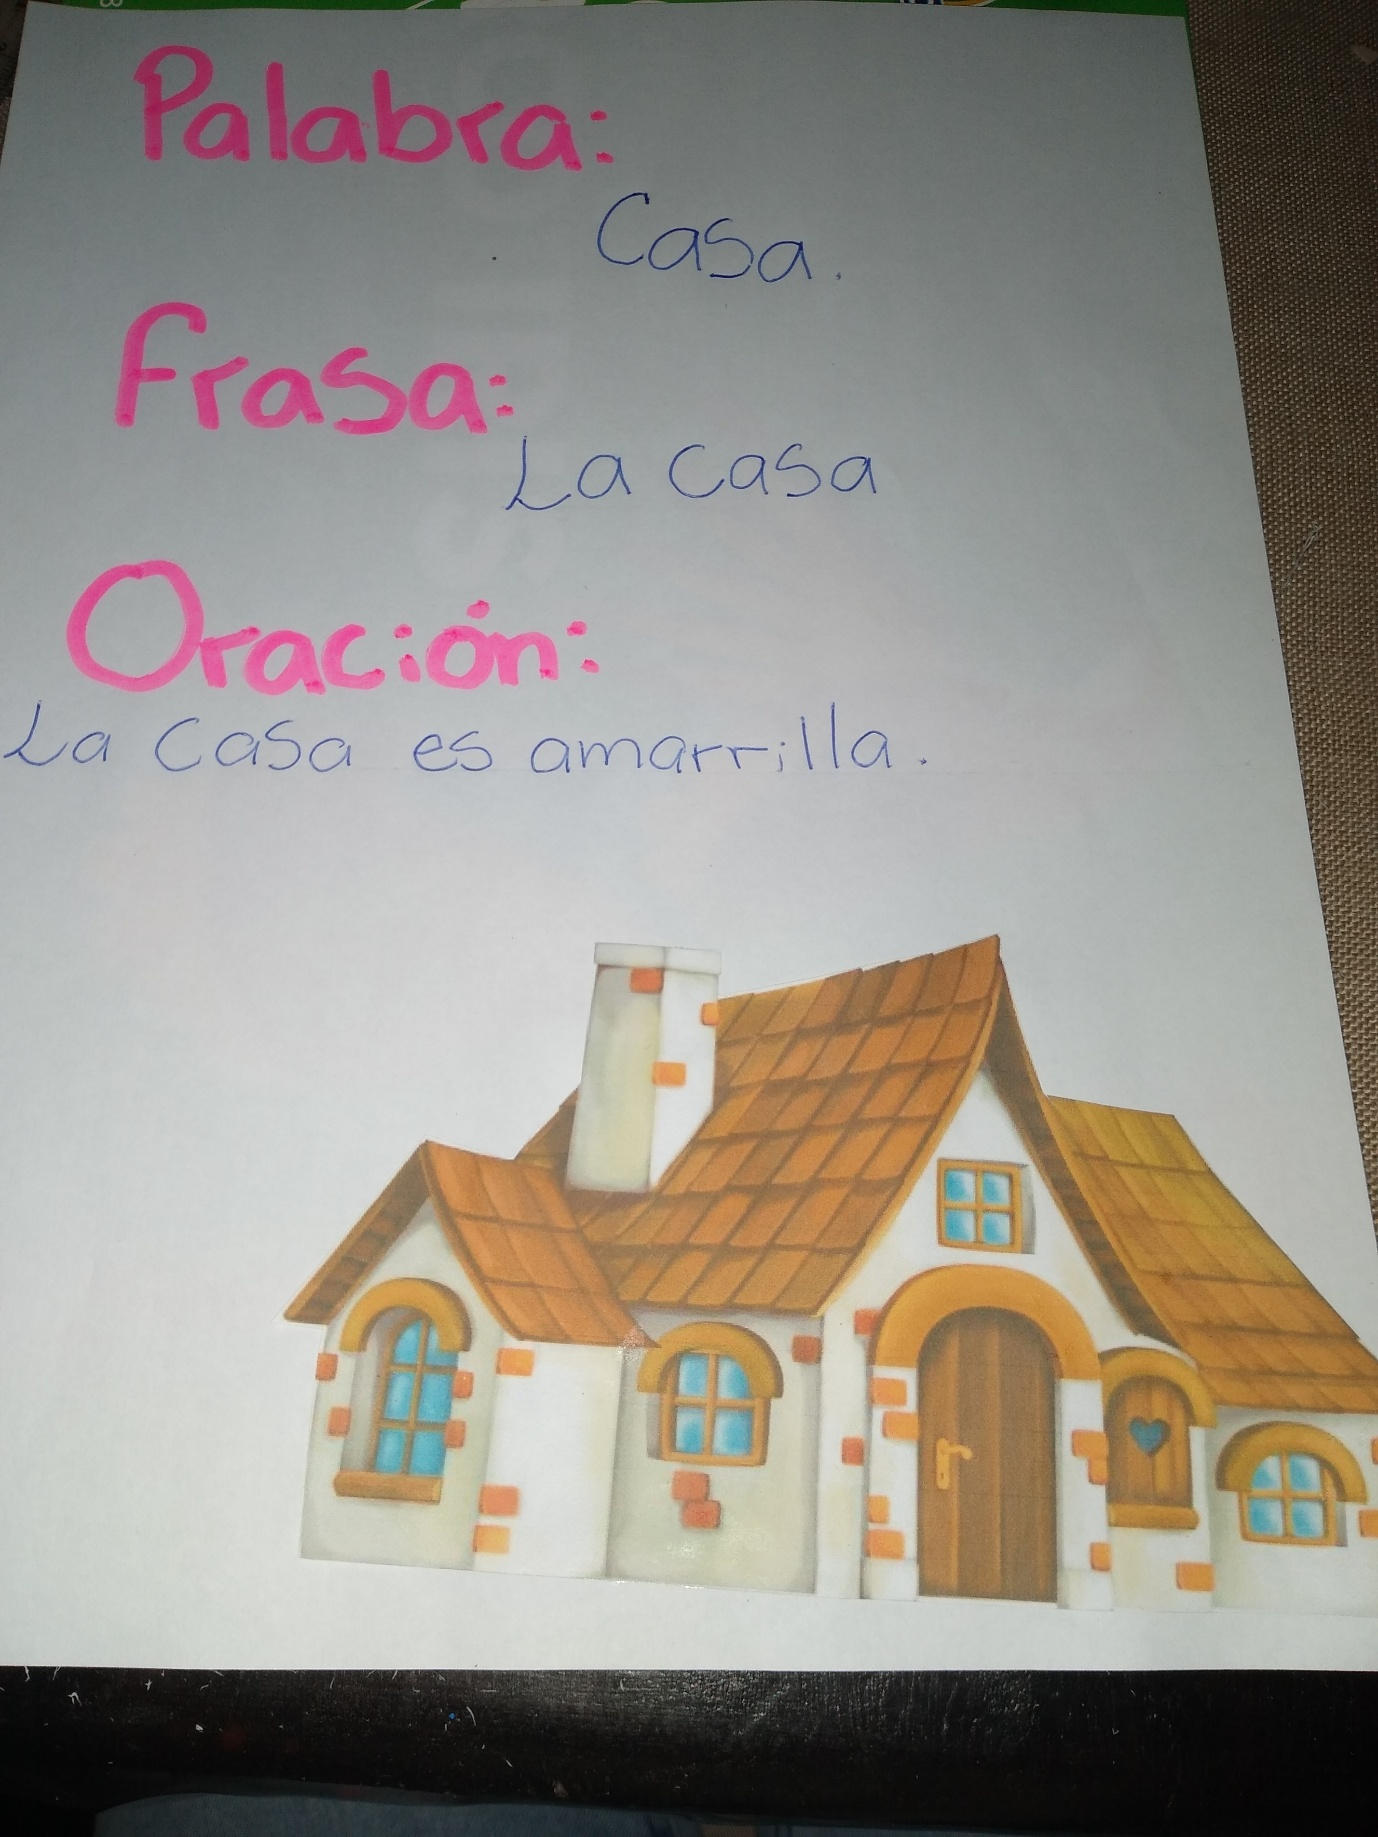 Palabra:
Casa.
Frasa:
La casa
Oración:
La casa es amarrilla.